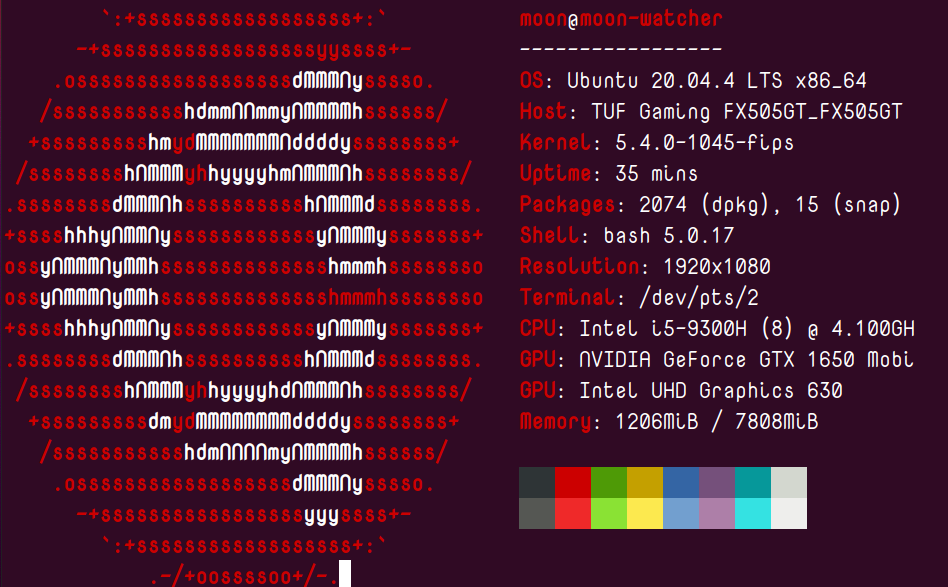 `:+ssssssssssssssssss+:` moon@moon-watcher
-+ssssssssssssssssssyyssss+- -----------------
.ossssssssssssssssssdMMMNysssso. OS: Ubuntu 20.04.4 LTS x86_64
/ssssssssssshdmmNNmmyNMMMMhssssss/ Host: TUF Gaming FX505GT_FX505GT
+ssssssssshmydMMMMMMMNddddyssssssss+ Kernel: 5.4.0-1045-fips
/sssssssshNMMMyhhyyyyhmNMMMNhssssssss/ Uptime: 35 mins
.ssssssssdMMMNhsssssssssshNMMMdssssssss. Packages: 2074 (dpkg), 15 (snap)
+sssshhhyNMMNyssssssssssssyNMMMysssssss+ Shell: bash 5.0.17
ossyNMMMNyMMhsssssssssssssshmmmhssssssso Resolution: 1920x1080
ossyNMMMNyMMhsssssssssssssshmmmhssssssso Terminal: /dev/pts/2
+sssshhhyNMMNyssssssssssssyNMMMysssssss+ CPU: Intel i5-9300H (8) @ 4.100GH
.ssssssssdMMMNhsssssssssshNMMMdssssssss. GPU: NVIDIA GeForce GTX 1650 Mobi
/sssssssshNMMMyhhyyyyhdNMMMNhssssssss/ GPU: Intel UHD Graphics 630
+sssssssssdmydMMMMMMMMddddyssssssss+ Memory: 1206MiB / 7808MiB
/ssssssssssshdmNNNNmyNMMMMhssssss/
.ossssssssssssssssssdMMMNysssso.
-+sssssssssssssssssyyyssss+-
`:+ssssssssssssssssss+:`
.-/+oossssoo+/-.